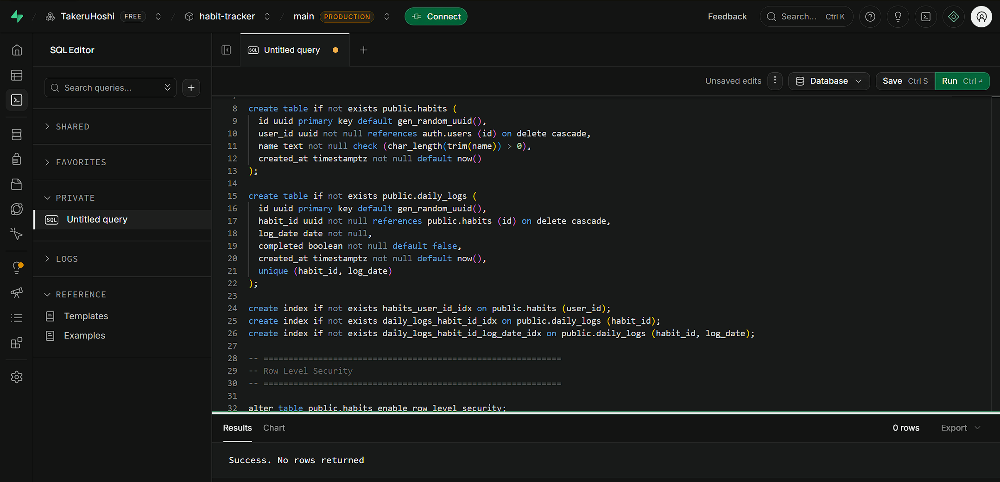 TakeruHoshi FREE habit-tracker main PRODUCTION Connect Feedback Search... Ctrl K
SQL Editor
Untitled query
Search queries...
Unsaved edits Database Save Ctrl S Run Ctrl ↵
SHARED
FAVORITES
PRIVATE
SQL Untitled query
LOGS
REFERENCE
Templates
Examples
7
8 create table if not exists public.habits (
9 id uuid primary key default gen_random_uuid(),
10 user_id uuid not null references auth.users (id) on delete cascade,
11 name text not null check (char_length(trim(name)) > 0),
12 created_at timestamptz not null default now()
13 );
14
15 create table if not exists public.daily_logs (
16 id uuid primary key default gen_random_uuid(),
17 habit_id uuid not null references public.habits (id) on delete cascade,
18 log_date date not null,
19 completed boolean not null default false,
20 created_at timestamptz not null default now(),
21 unique (habit_id, log_date)
22 );
23
24 create index if not exists habits_user_id_idx on public.habits (user_id);
25 create index if not exists daily_logs_habit_id_idx on public.daily_logs (habit_id);
26 create index if not exists daily_logs_habit_id_log_date_idx on public.daily_logs (habit_id, log_date);
27
28 -- ============================================================
29 -- Row Level Security
30 -- ============================================================
31
32 alter table public.habits enable row level security;
Results Chart 0 rows Export
Success. No rows returned